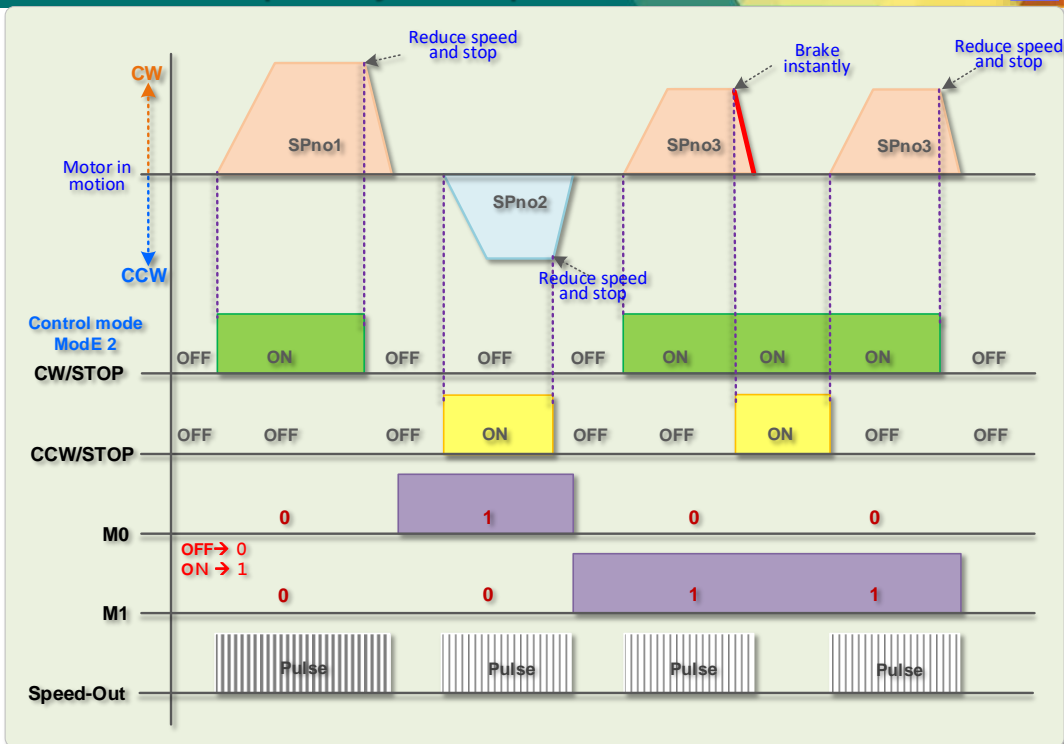 Reduce speed
and stop
Brake
instantly
Reduce speed
and stop
CW
SPno1
SPno3
SPno3
Motor in
motion
SPno2
CCW
Reduce speed
and stop
Control mode
ModE 2
OFF ON OFF OFF OFF ON ON ON OFF
CW/STOP
OFF OFF OFF ON OFF OFF ON OFF OFF
CCW/STOP
0 1 0 0
M0
OFF→ 0
ON → 1
0 0 1 1
M1
Pulse Pulse Pulse Pulse
Speed-Out